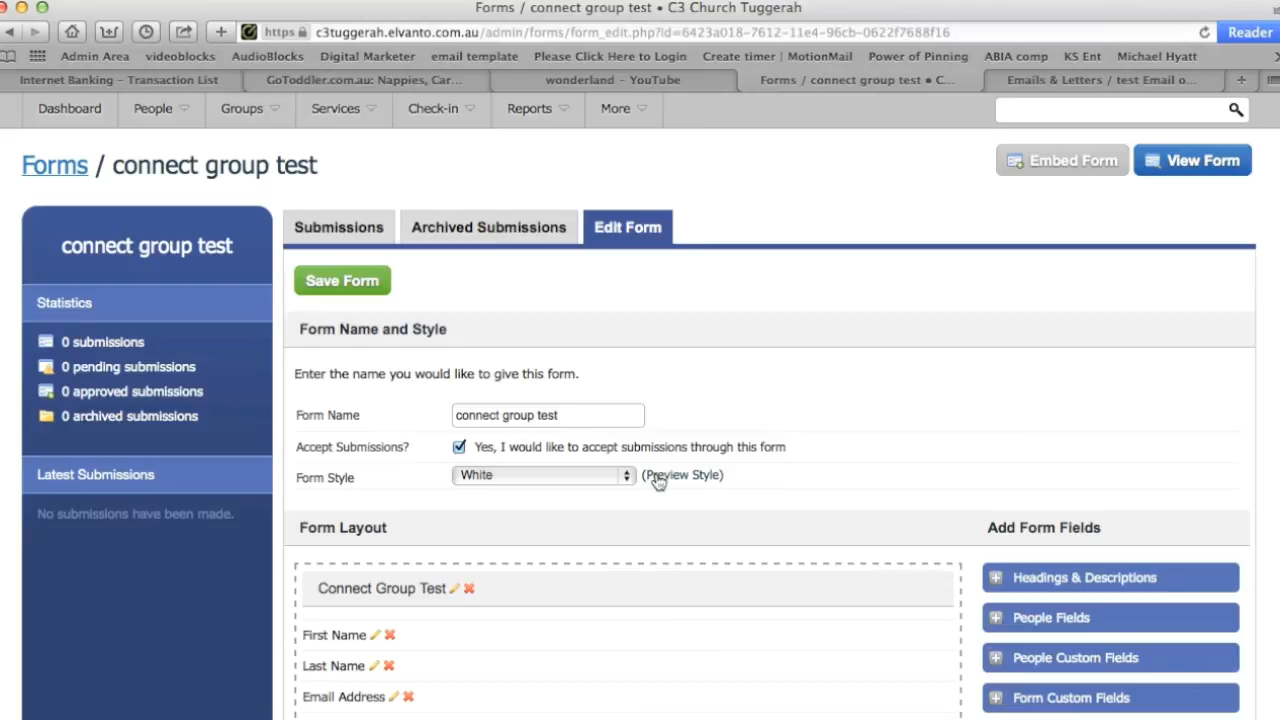 Forms / connect group test • C3 Church Tuggerah
https c3tuggerah.elvanto.com.au/admin/forms/form_edit.php?id=6423a018-7612-11e4-96cb-0622f7688f16 Reader
Admin Area videoblocks AudioBlocks Digital Marketer email template Please Click Here to Login Create timer | MotionMail Power of Pinning ABIA comp KS Ent Michael Hyatt
Internet Banking - Transaction List GoToddler.com.au: Nappies, Car... wonderland - YouTube Forms / connect group test • C... Emails & Letters / test Email o...
Dashboard People Groups Services Check-in Reports More
Forms / connect group test
Embed Form View Form
connect group test
Submissions Archived Submissions Edit Form
Save Form
Statistics
0 submissions
0 pending submissions
0 approved submissions
0 archived submissions
Latest Submissions
No submissions have been made.
Form Name and Style
Enter the name you would like to give this form.
Form Name connect group test
Accept Submissions? Yes, I would like to accept submissions through this form
Form Style White (Preview Style)
Form Layout
Connect Group Test
First Name
Last Name
Email Address
Add Form Fields
Headings & Descriptions
People Fields
People Custom Fields
Form Custom Fields